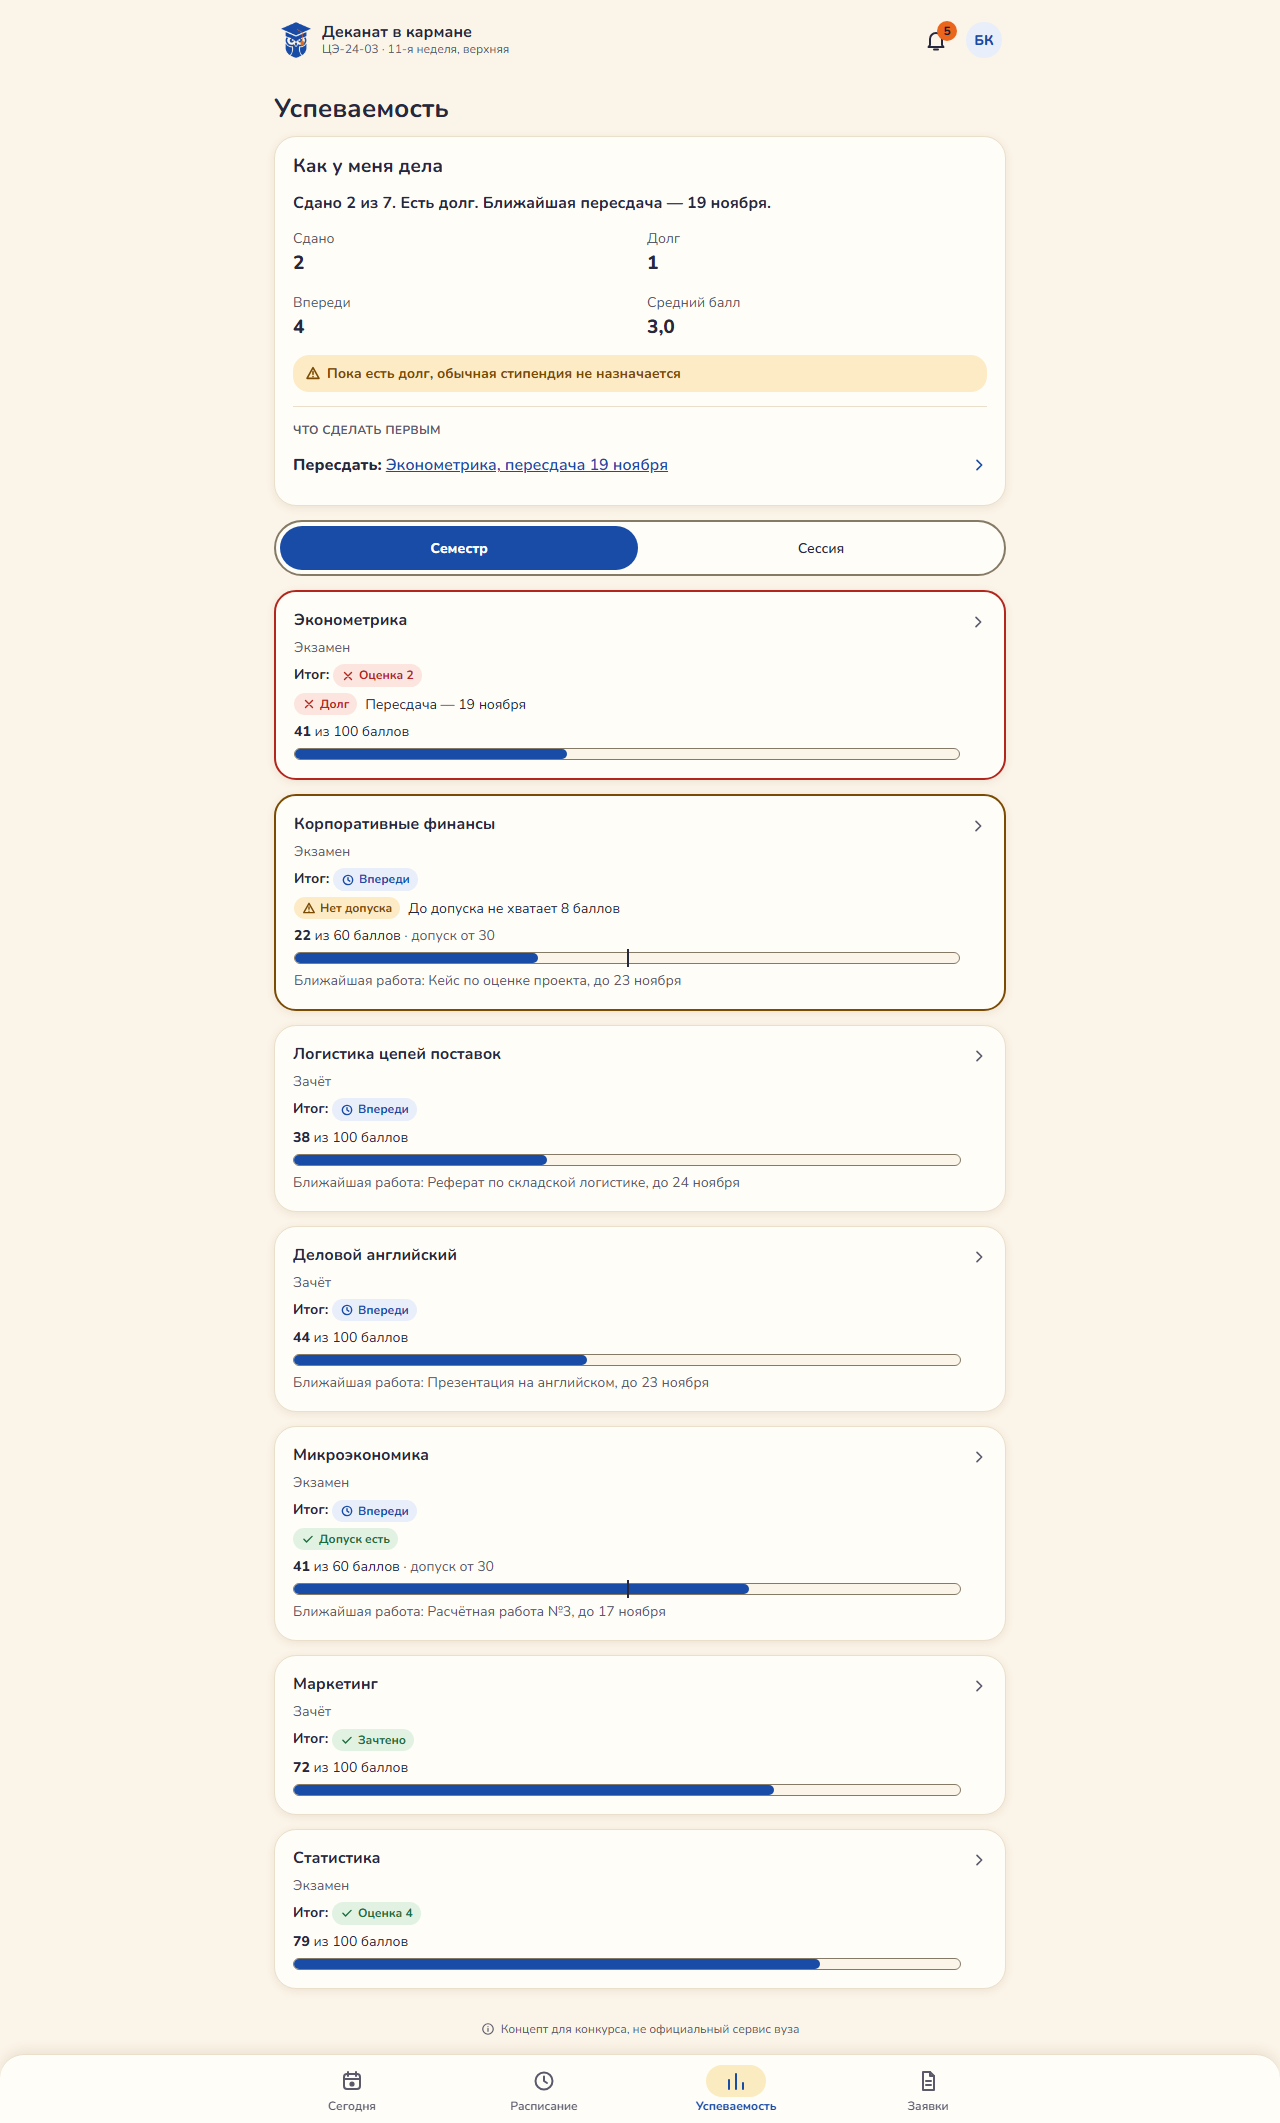 Деканат в кармане
ЦЭ-24-03 · 11-я неделя, верхняя
5
БК
Успеваемость
Как у меня дела
Сдано 2 из 7. Есть долг. Ближайшая пересдача — 19 ноября.
Сдано
2
Долг
1
Впереди
4
Средний балл
3,0
Пока есть долг, обычная стипендия не назначается
ЧТО СДЕЛАТЬ ПЕРВЫМ
Пересдать: Эконометрика, пересдача 19 ноября
Семестр
Сессия
Эконометрика
Экзамен
Итог: Оценка 2
Долг Пересдача — 19 ноября
41 из 100 баллов
Корпоративные финансы
Экзамен
Итог: Впереди
Нет допуска До допуска не хватает 8 баллов
22 из 60 баллов · допуск от 30
Ближайшая работа: Кейс по оценке проекта, до 23 ноября
Логистика цепей поставок
Зачёт
Итог: Впереди
38 из 100 баллов
Ближайшая работа: Реферат по складской логистике, до 24 ноября
Деловой английский
Зачёт
Итог: Впереди
44 из 100 баллов
Ближайшая работа: Презентация на английском, до 23 ноября
Микроэкономика
Экзамен
Итог: Впереди
Допуск есть
41 из 60 баллов · допуск от 30
Ближайшая работа: Расчётная работа №3, до 17 ноября
Маркетинг
Зачёт
Итог: Зачтено
72 из 100 баллов
Статистика
Экзамен
Итог: Оценка 4
79 из 100 баллов
Концепт для конкурса, не официальный сервис вуза
Сегодня
Расписание
Успеваемость
Заявки